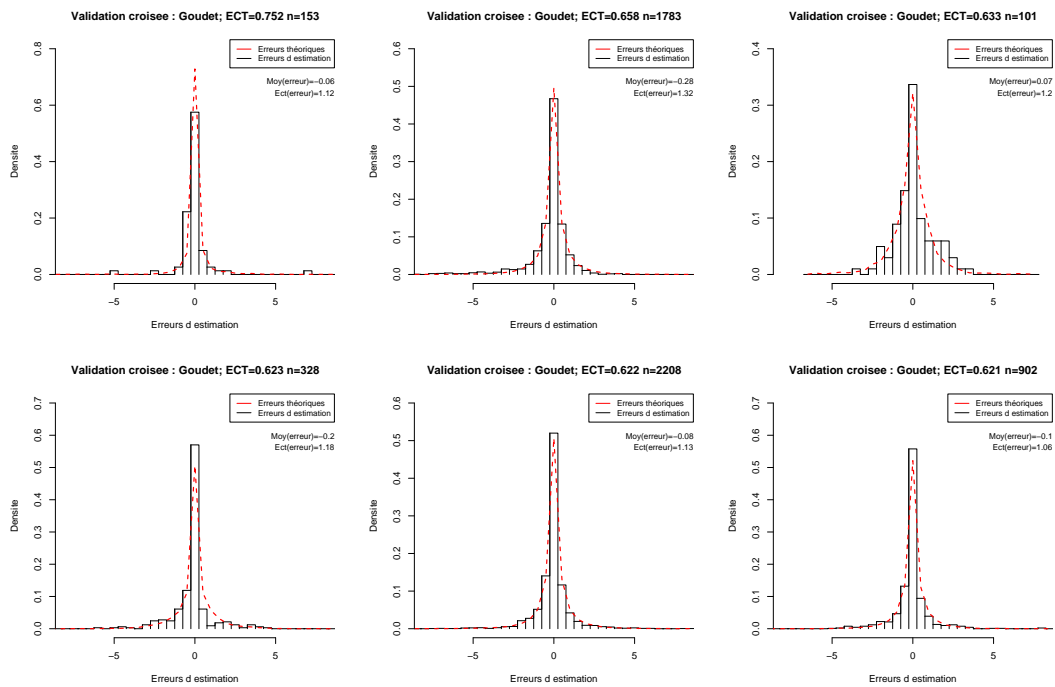 Validation croisee : Goudet; ECT=0.752 n=153
Erreurs théoriques
Erreurs d estimation
Moy(erreur)=−0.06
Ect(erreur)=1.12
Densite
0.0
0.2
0.4
0.6
0.8
−5
0
5
Erreurs d estimation
Validation croisee : Goudet; ECT=0.658 n=1783
Erreurs théoriques
Erreurs d estimation
Moy(erreur)=−0.28
Ect(erreur)=1.32
Densite
0.0
0.1
0.2
0.3
0.4
0.5
0.6
−5
0
5
Erreurs d estimation
Validation croisee : Goudet; ECT=0.633 n=101
Erreurs théoriques
Erreurs d estimation
Moy(erreur)=0.07
Ect(erreur)=1.2
Densite
0.0
0.1
0.2
0.3
0.4
−5
0
5
Erreurs d estimation
Validation croisee : Goudet; ECT=0.623 n=328
Erreurs théoriques
Erreurs d estimation
Moy(erreur)=−0.2
Ect(erreur)=1.18
Densite
0.0
0.1
0.2
0.3
0.4
0.5
0.6
0.7
−5
0
5
Erreurs d estimation
Validation croisee : Goudet; ECT=0.622 n=2208
Erreurs théoriques
Erreurs d estimation
Moy(erreur)=−0.08
Ect(erreur)=1.13
Densite
0.0
0.1
0.2
0.3
0.4
0.5
0.6
−5
0
5
Erreurs d estimation
Validation croisee : Goudet; ECT=0.621 n=902
Erreurs théoriques
Erreurs d estimation
Moy(erreur)=−0.1
Ect(erreur)=1.06
Densite
0.0
0.1
0.2
0.3
0.4
0.5
0.6
0.7
−5
0
5
Erreurs d estimation